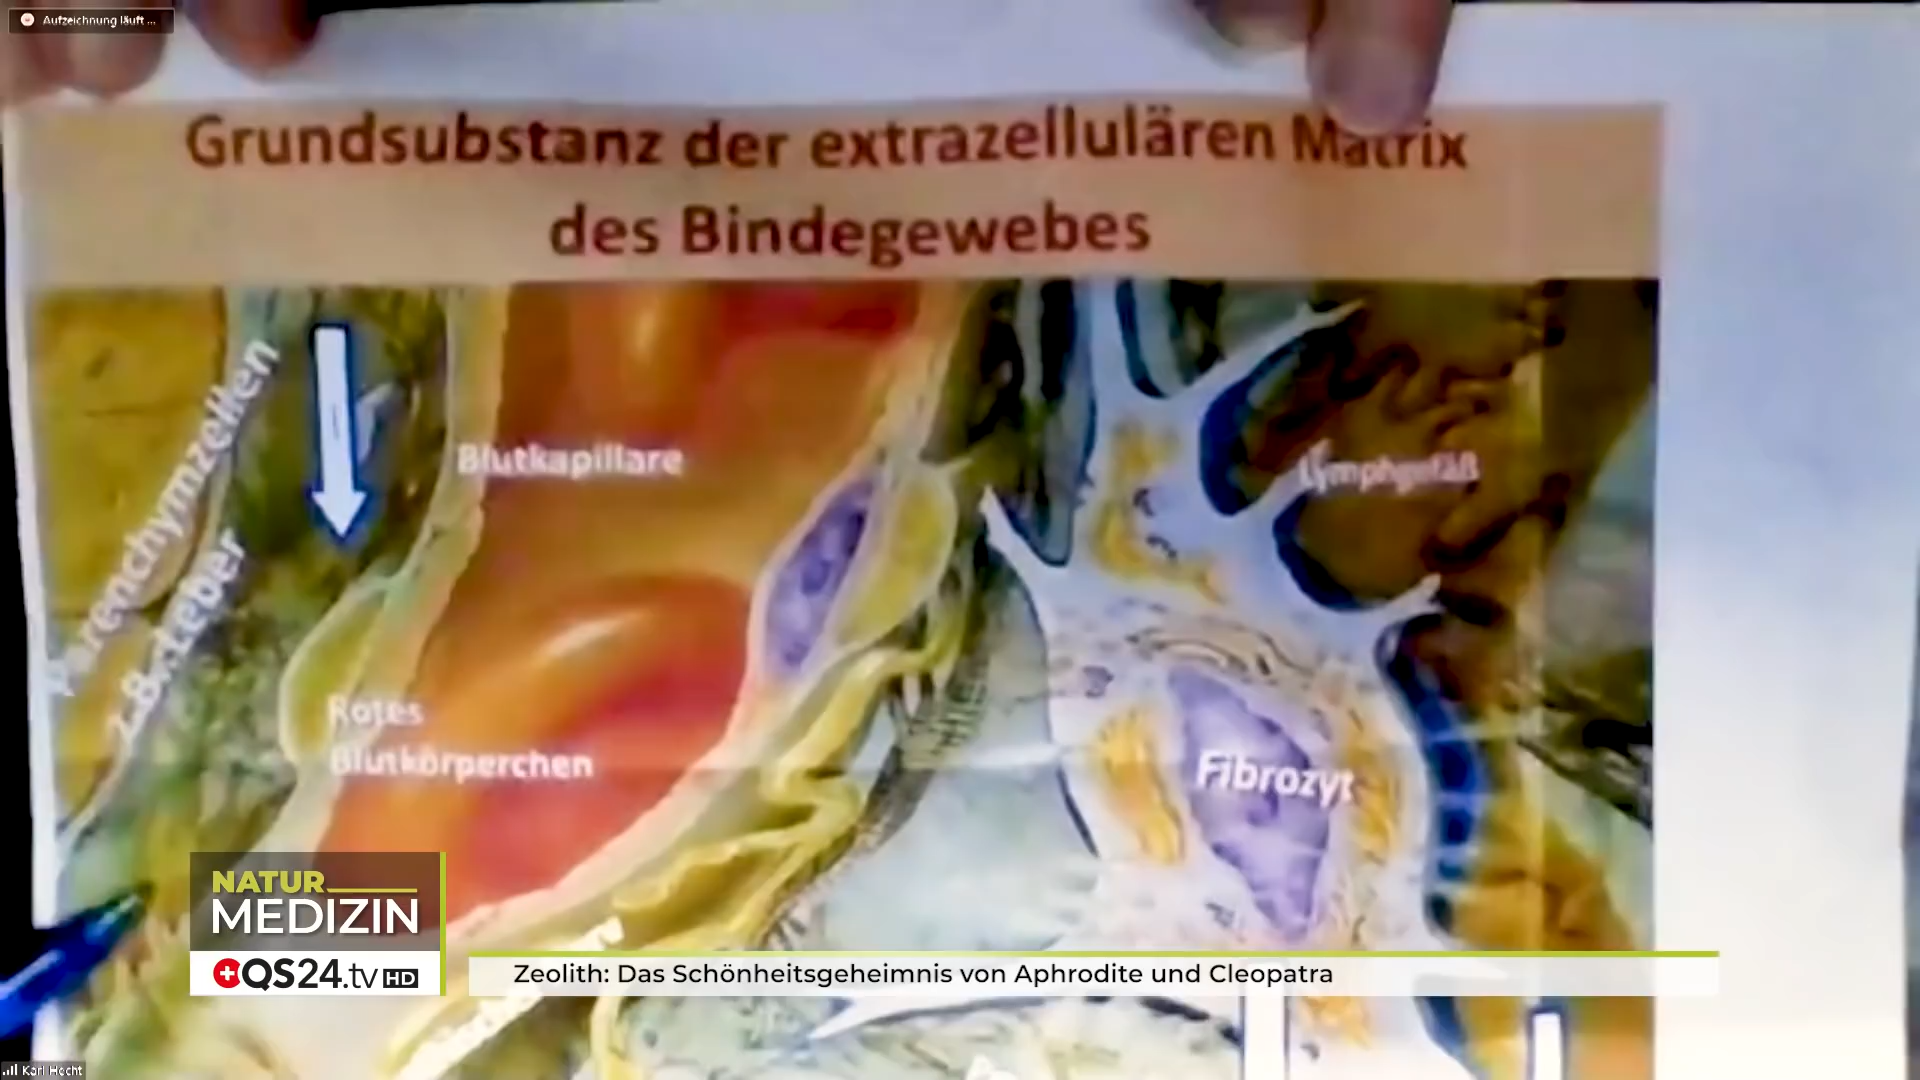 Aufzeichnung läuft ...
Grundsubstanz der extrazellulären Matrix
des Bindegewebes
Parenchymzellen
z.B. Leber
Blutkapillare
Lymphgefäß
Rotes
Blutkörperchen
Fibrozyt
NATUR
MEDIZIN
QS24.tv HD
Zeolith: Das Schönheitsgeheimnis von Aphrodite und Cleopatra
Karl Hecht